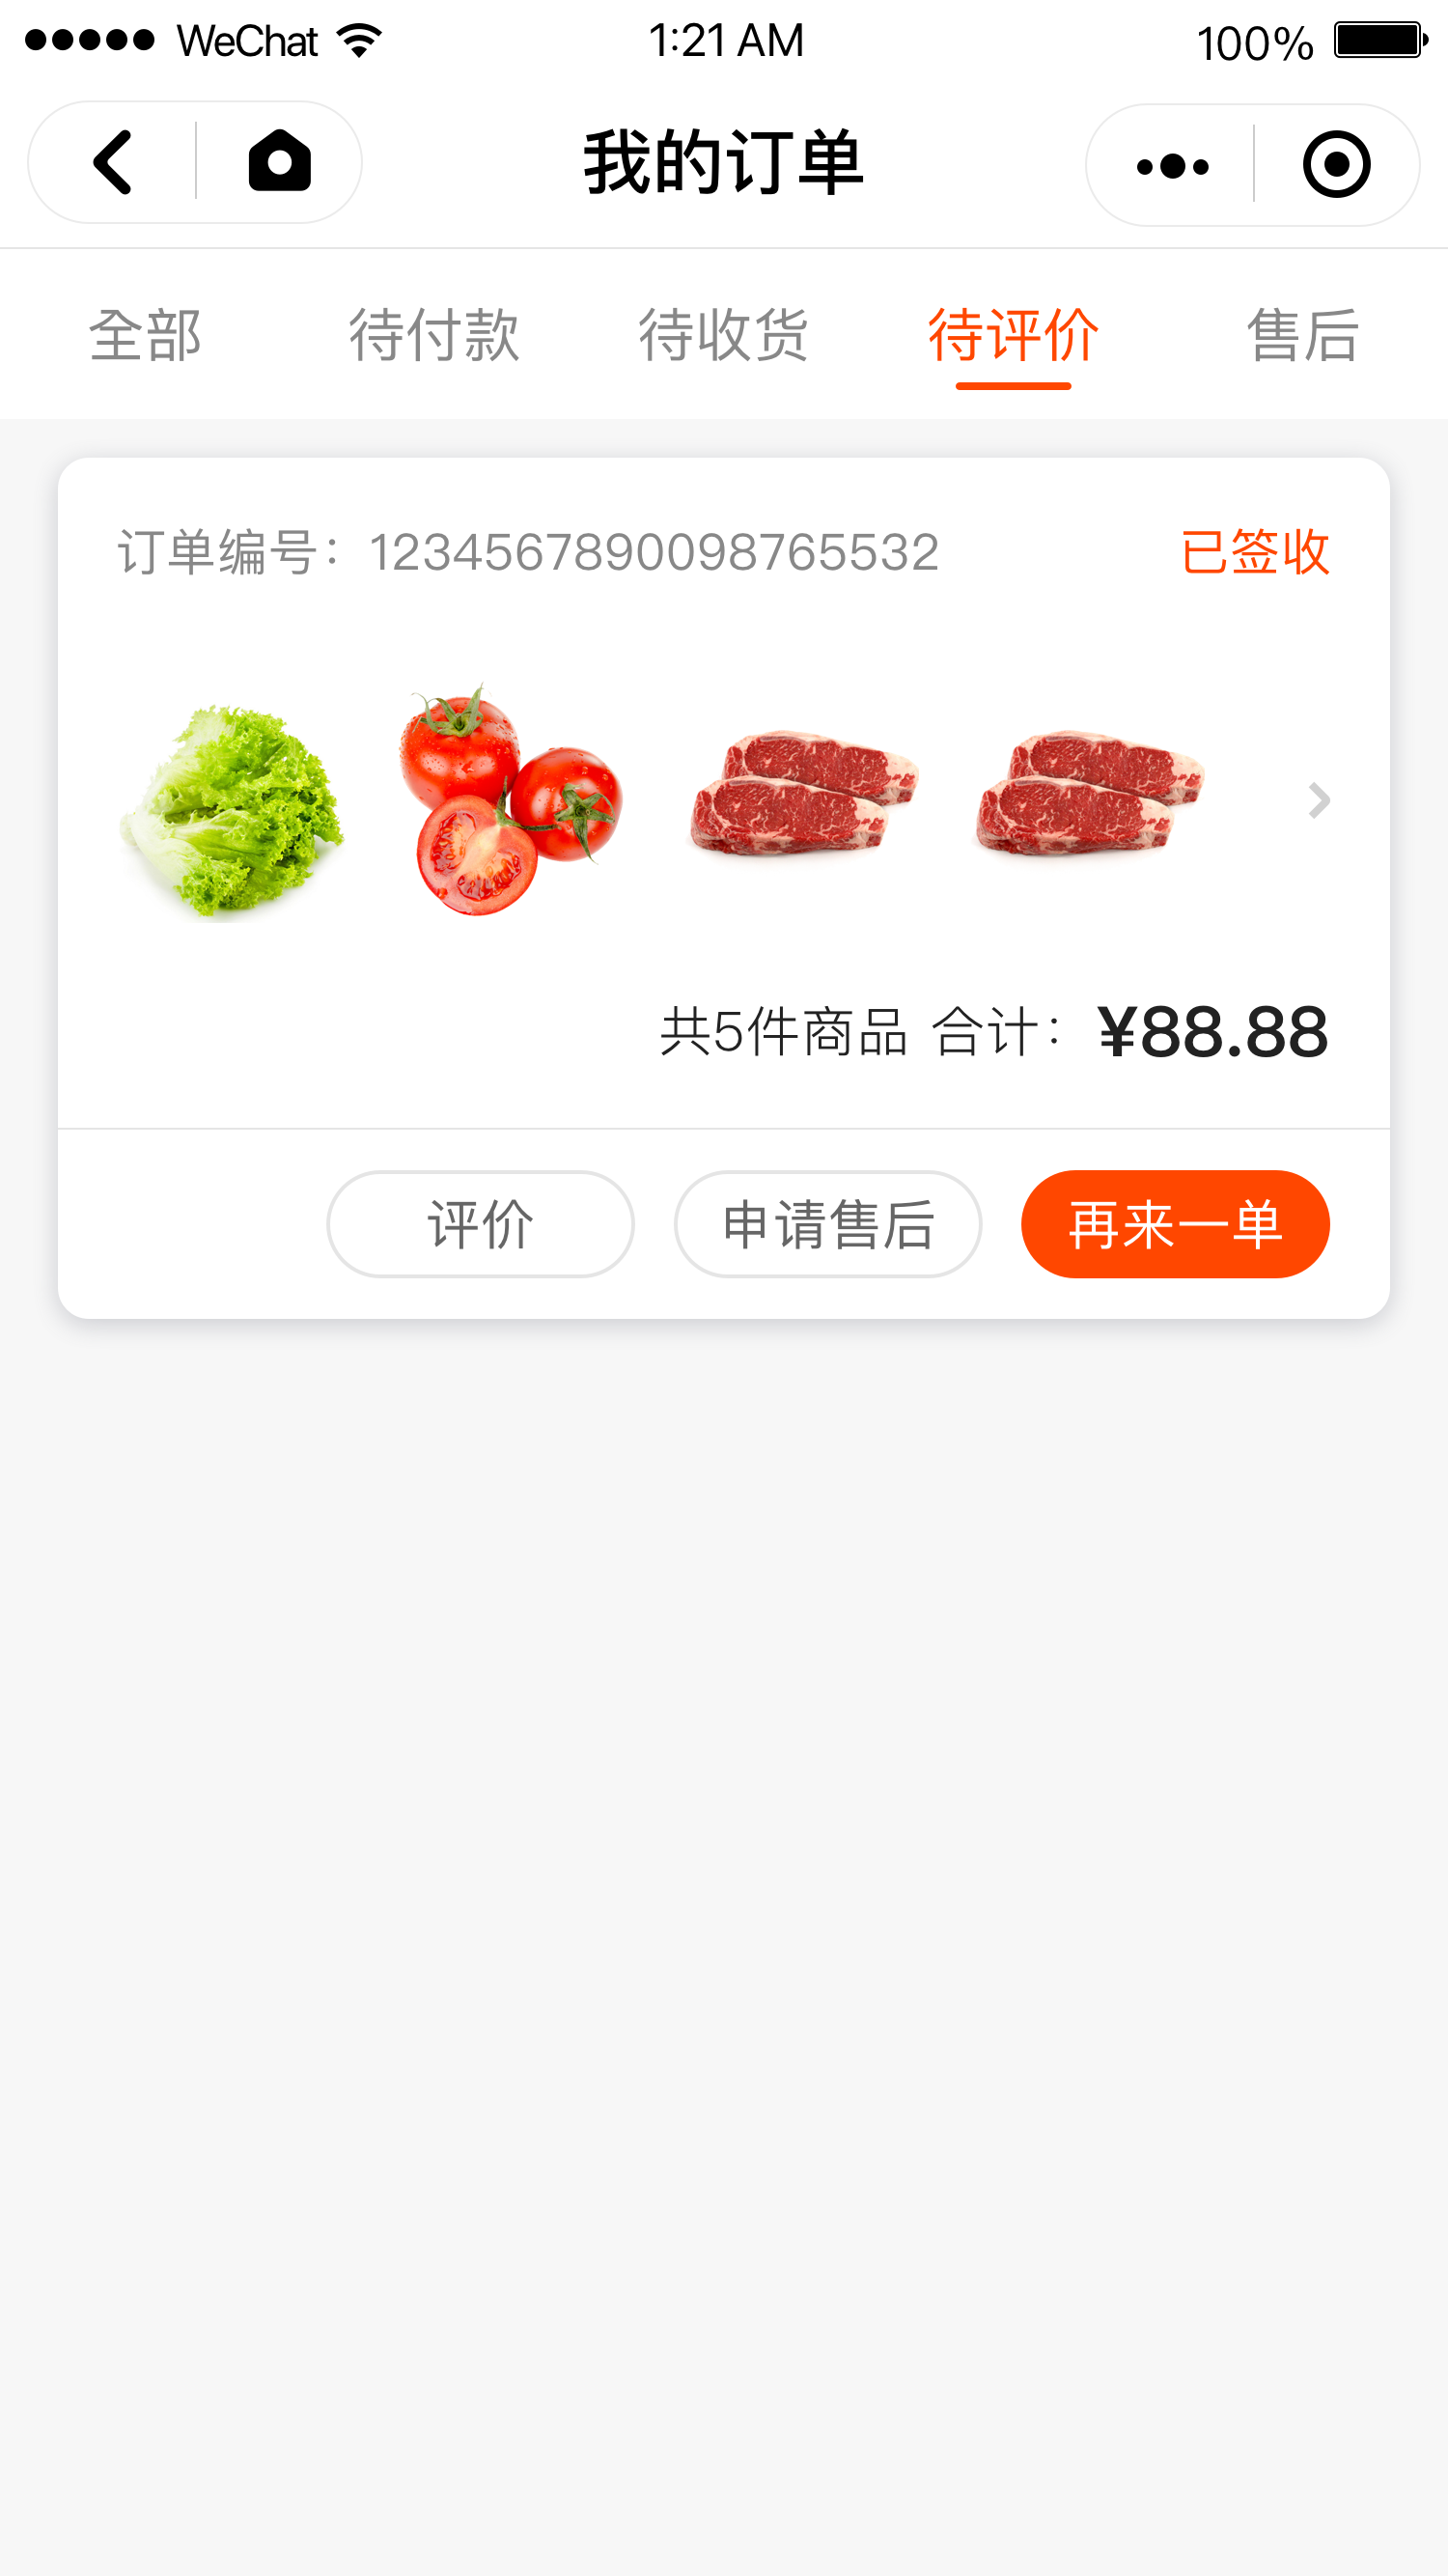 WeChat 1:21 AM 100%
我的订单
全部 待付款 待收货 待评价 售后
订单编号：1234567890098765532 已签收
共5件商品 合计：¥88.88
评价 申请售后 再来一单